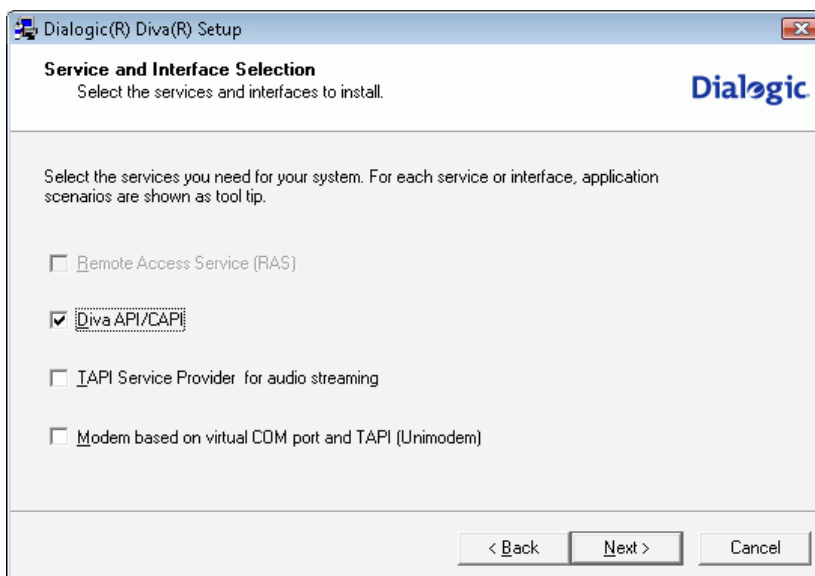 Dialogic(R) Diva(R) Setup
Service and Interface Selection
Select the services and interfaces to install.
Dialogic
Select the services you need for your system. For each service or interface, application
scenarios are shown as tool tip.
Remote Access Service (RAS)
Diva API/CAPI
TAPI Service Provider for audio streaming
Modem based on virtual COM port and TAPI (Unimodem)
< Back
Next >
Cancel